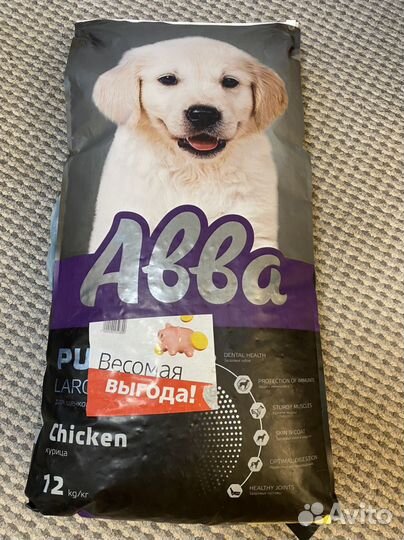 Авва
PU
LARG
Весомая
выгода!
Chicken
курица
12 kg/кг
DENTAL HEALTH
PROTECTION OF IMMUNITY
STURDY MUSCLES
SKIN N COAT
OPTIMAL DIGESTION
HEALTHY JOINTS
Avito